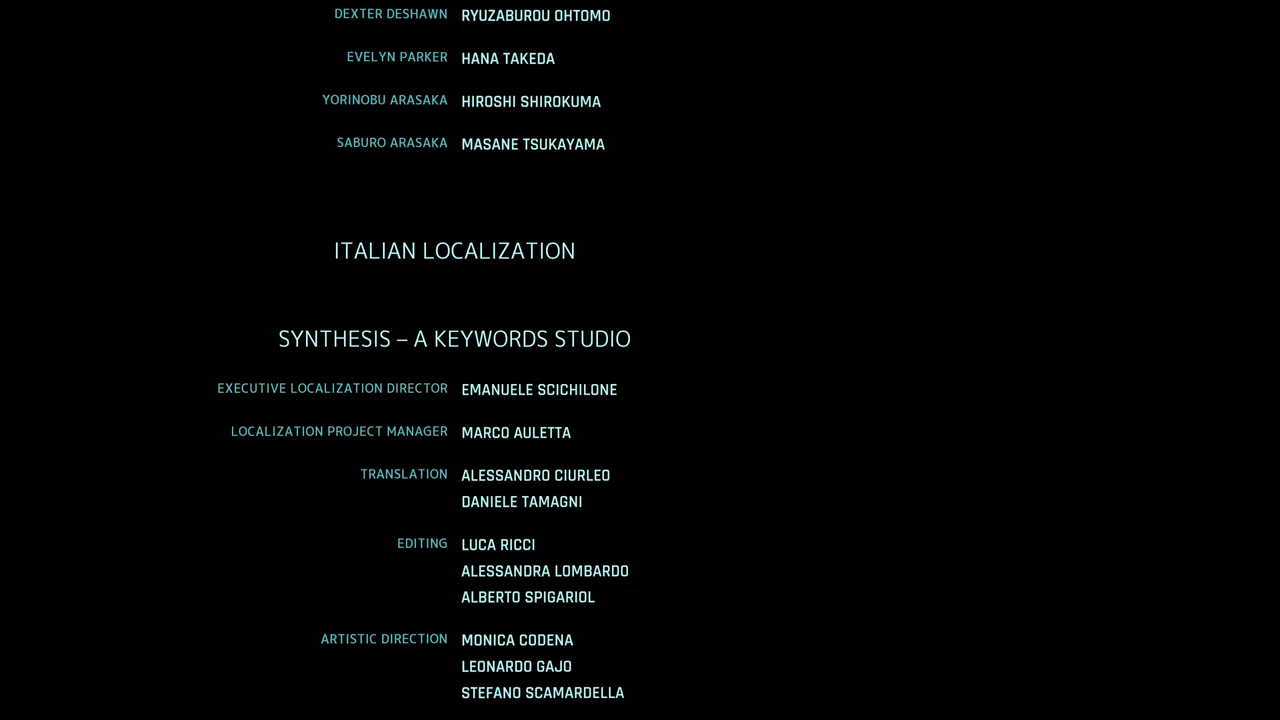 DEXTER DESHAWN RYUZABUROU OHTOMO
EVELYN PARKER HANA TAKEDA
YORINOBU ARASAKA HIROSHI SHIROKUMA
SABURO ARASAKA MASANE TSUKAYAMA
ITALIAN LOCALIZATION
SYNTHESIS – A KEYWORDS STUDIO
EXECUTIVE LOCALIZATION DIRECTOR EMANUELE SCICHILONE
LOCALIZATION PROJECT MANAGER MARCO AULETTA
TRANSLATION ALESSANDRO CIURLEO
DANIELE TAMAGNI
EDITING LUCA RICCI
ALESSANDRA LOMBARDO
ALBERTO SPIGARIOL
ARTISTIC DIRECTION MONICA CODENA
LEONARDO GAJO
STEFANO SCAMARDELLA